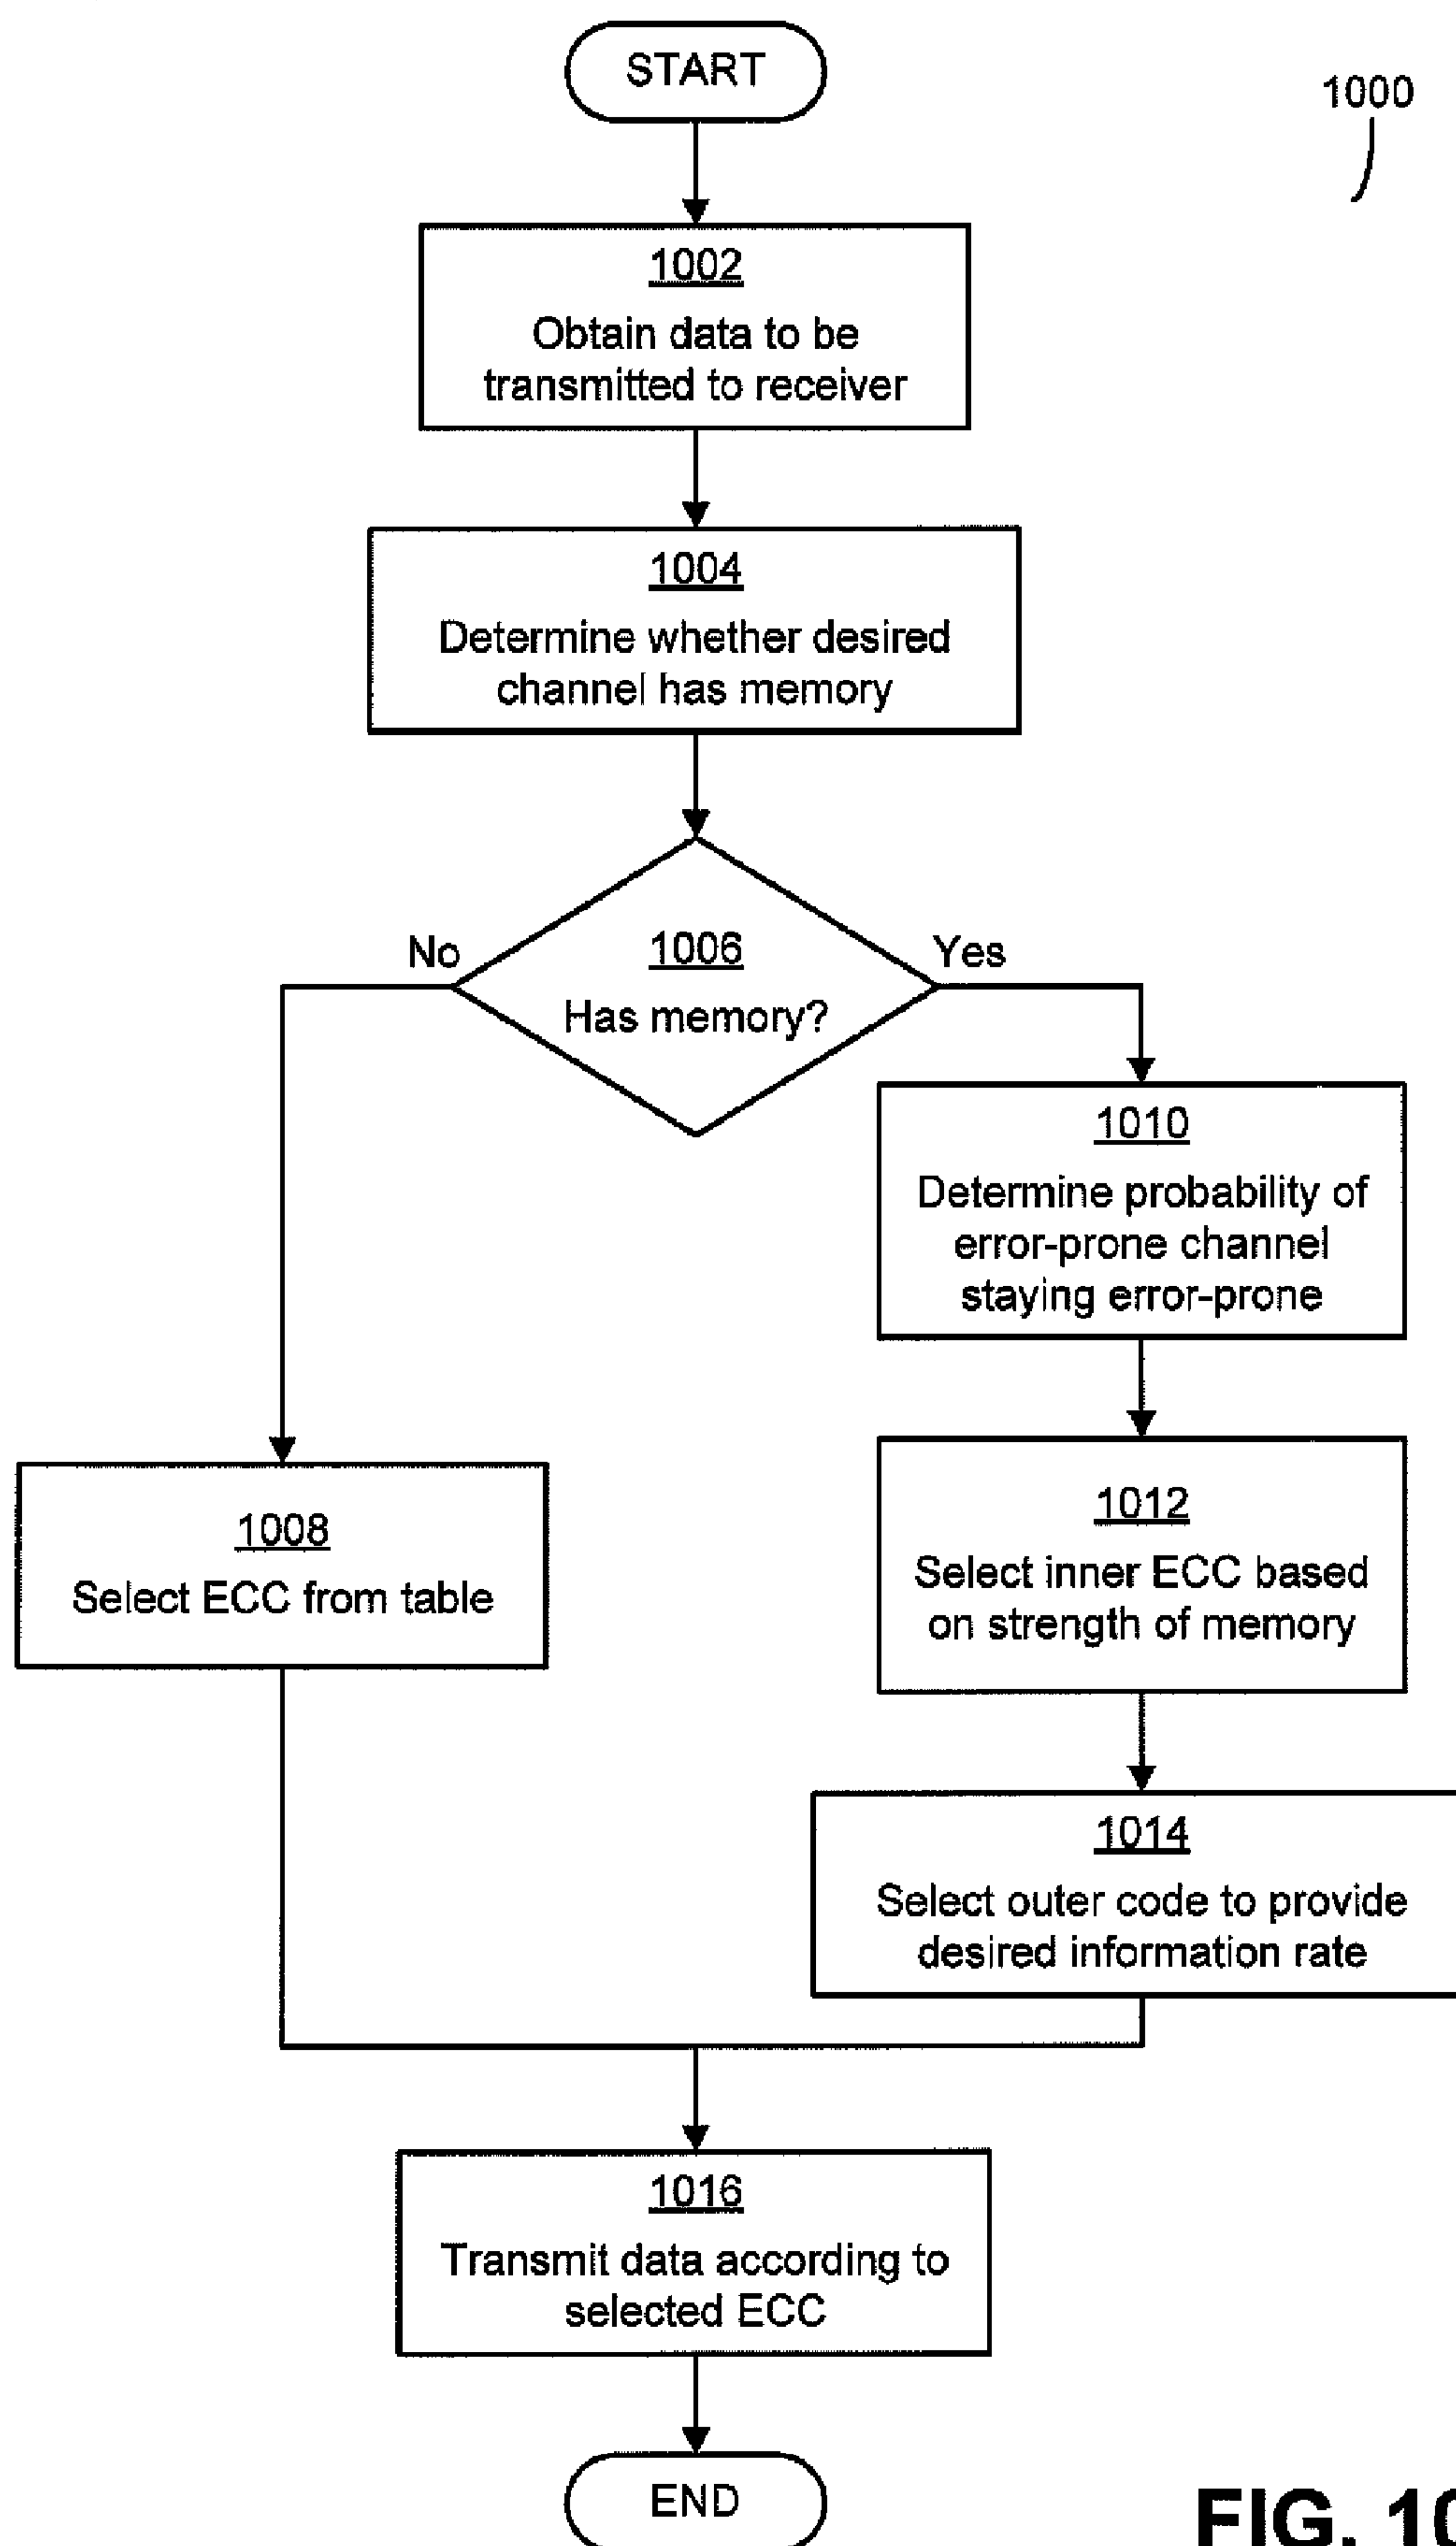 START
1000
1002
Obtain data to be
transmitted to receiver
1004
Determine whether desired
channel has memory
No
1006
Yes
Has memory?
1010
Determine probability of
error-prone channel
staying error-prone
1012
Select inner ECC based
on strength of memory
1008
Select ECC from table
1014
Select outer code to provide
desired information rate
1016
Transmit data according to
selected ECC
END
FIG. 10